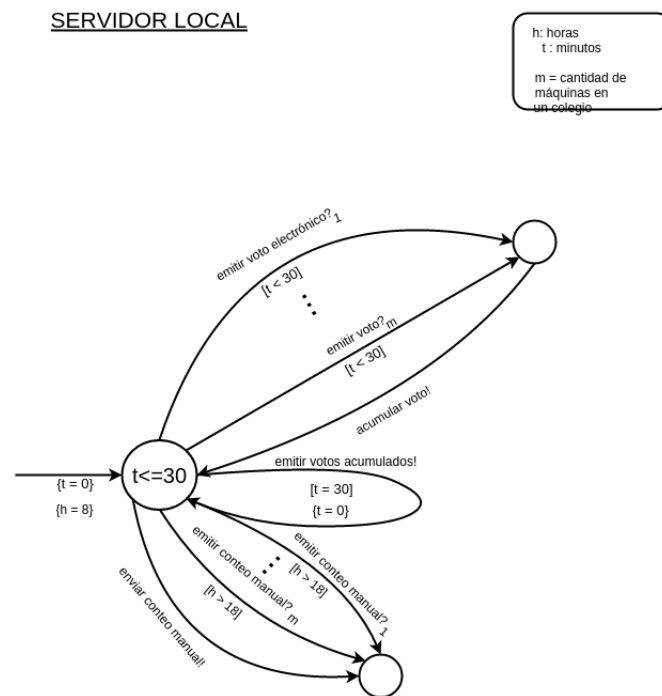 SERVIDOR LOCAL
h: horas
t : minutos
m = cantidad de
máquinas en
un colegio
emitir voto electrónico?1
[t < 30]
emitir voto?m
[t < 30]
acumular voto!
t<=30
{t = 0}
{h = 8}
emitir votos acumulados!
[t = 30]
{t = 0}
emitir conteo manual?1
[h > 18]
emitir conteo manual?m
[h > 18]
enviar conteo manual!